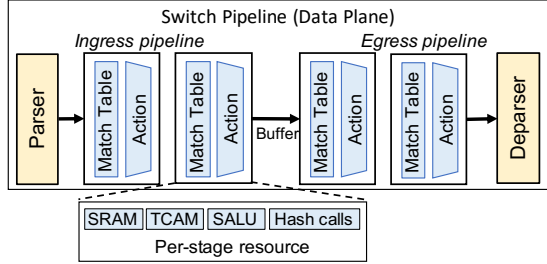 Switch Pipeline (Data Plane)
Ingress pipeline
Egress pipeline
Parser
Match Table
Action
Match Table
Action
Buffer
Match Table
Action
Match Table
Action
Deparser
SRAM
TCAM
SALU
Hash calls
Per-stage resource